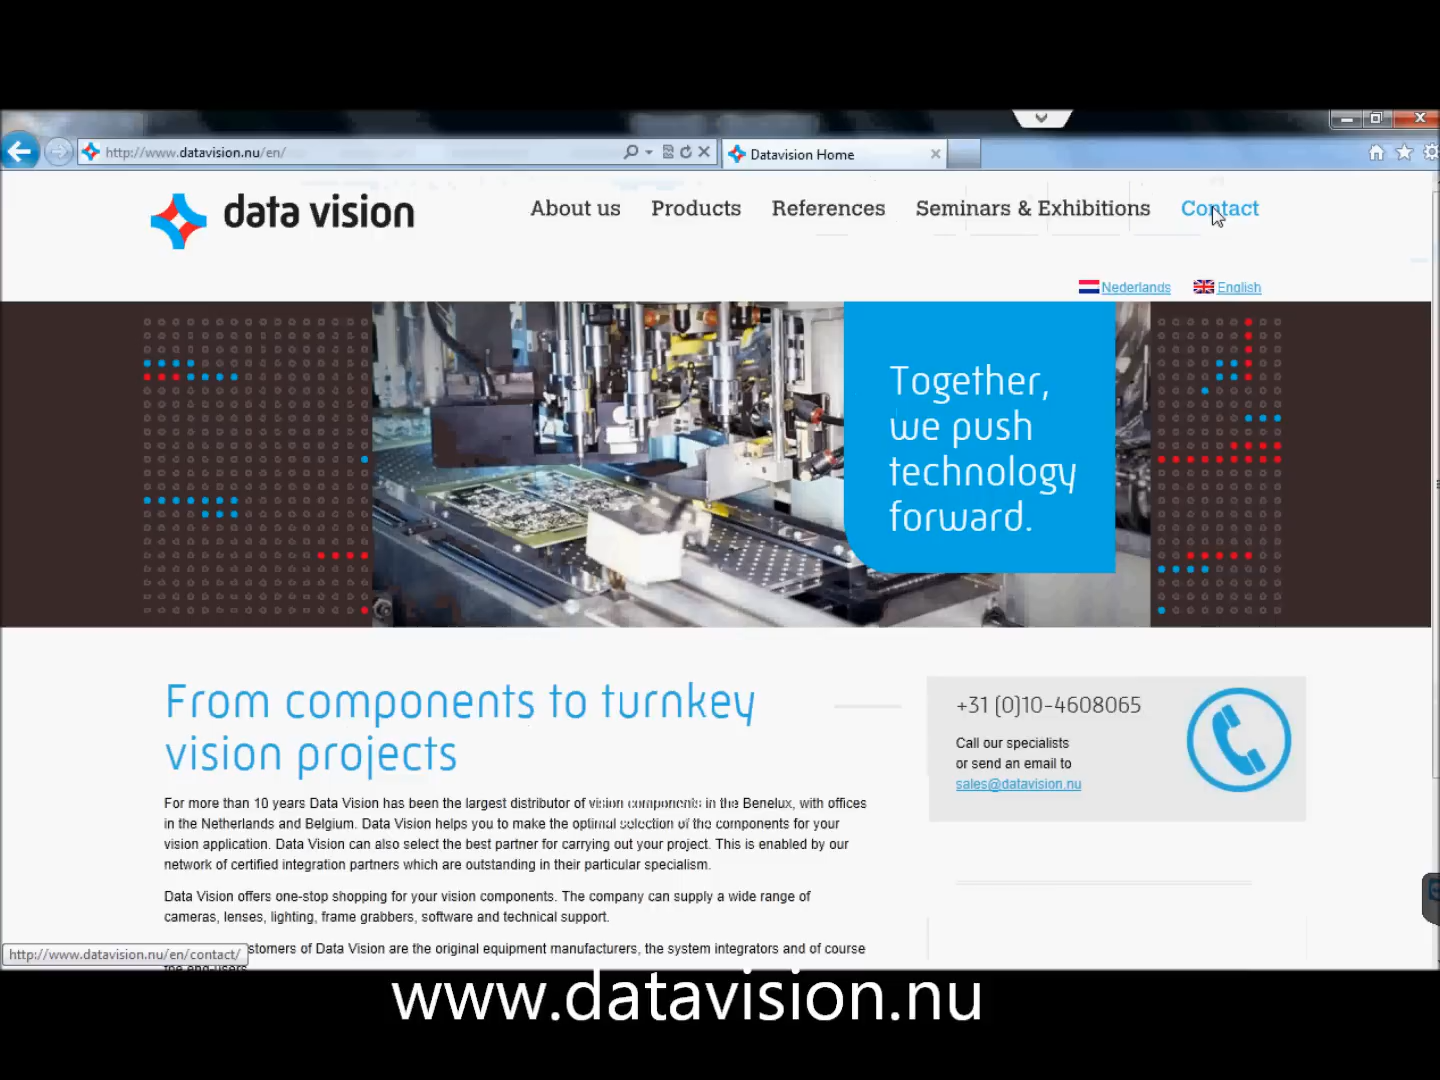 http://www.datavision.nu/en/
Datavision Home
data vision
About us
Products
References
Seminars & Exhibitions
Contact
Nederlands
English
Together,
we push
technology
forward.
From components to turnkey
vision projects
For more than 10 years Data Vision has been the largest distributor of vision components in the Benelux, with offices
in the Netherlands and Belgium. Data Vision helps you to make the optimal selection of the components for your
vision application. Data Vision can also select the best partner for carrying out your project. This is enabled by our
network of certified integration partners which are outstanding in their particular specialism.
Data Vision offers one-stop shopping for your vision components. The company can supply a wide range of
cameras, lenses, lighting, frame grabbers, software and technical support.
stomers of Data Vision are the original equipment manufacturers, the system integrators and of course
the end-users
+31 (0)10-4608065
Call our specialists
or send an email to
sales@datavision.nu
http://www.datavision.nu/en/contact/
www.datavision.nu